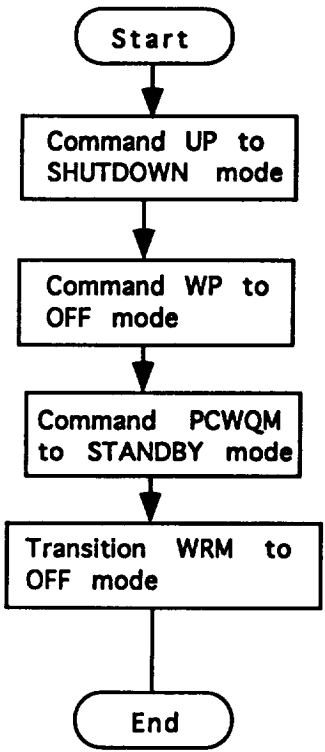 Start
Command UP to
SHUTDOWN mode
Command WP to
OFF mode
Command PCWQM
to STANDBY mode
Transition WRM to
OFF mode
End